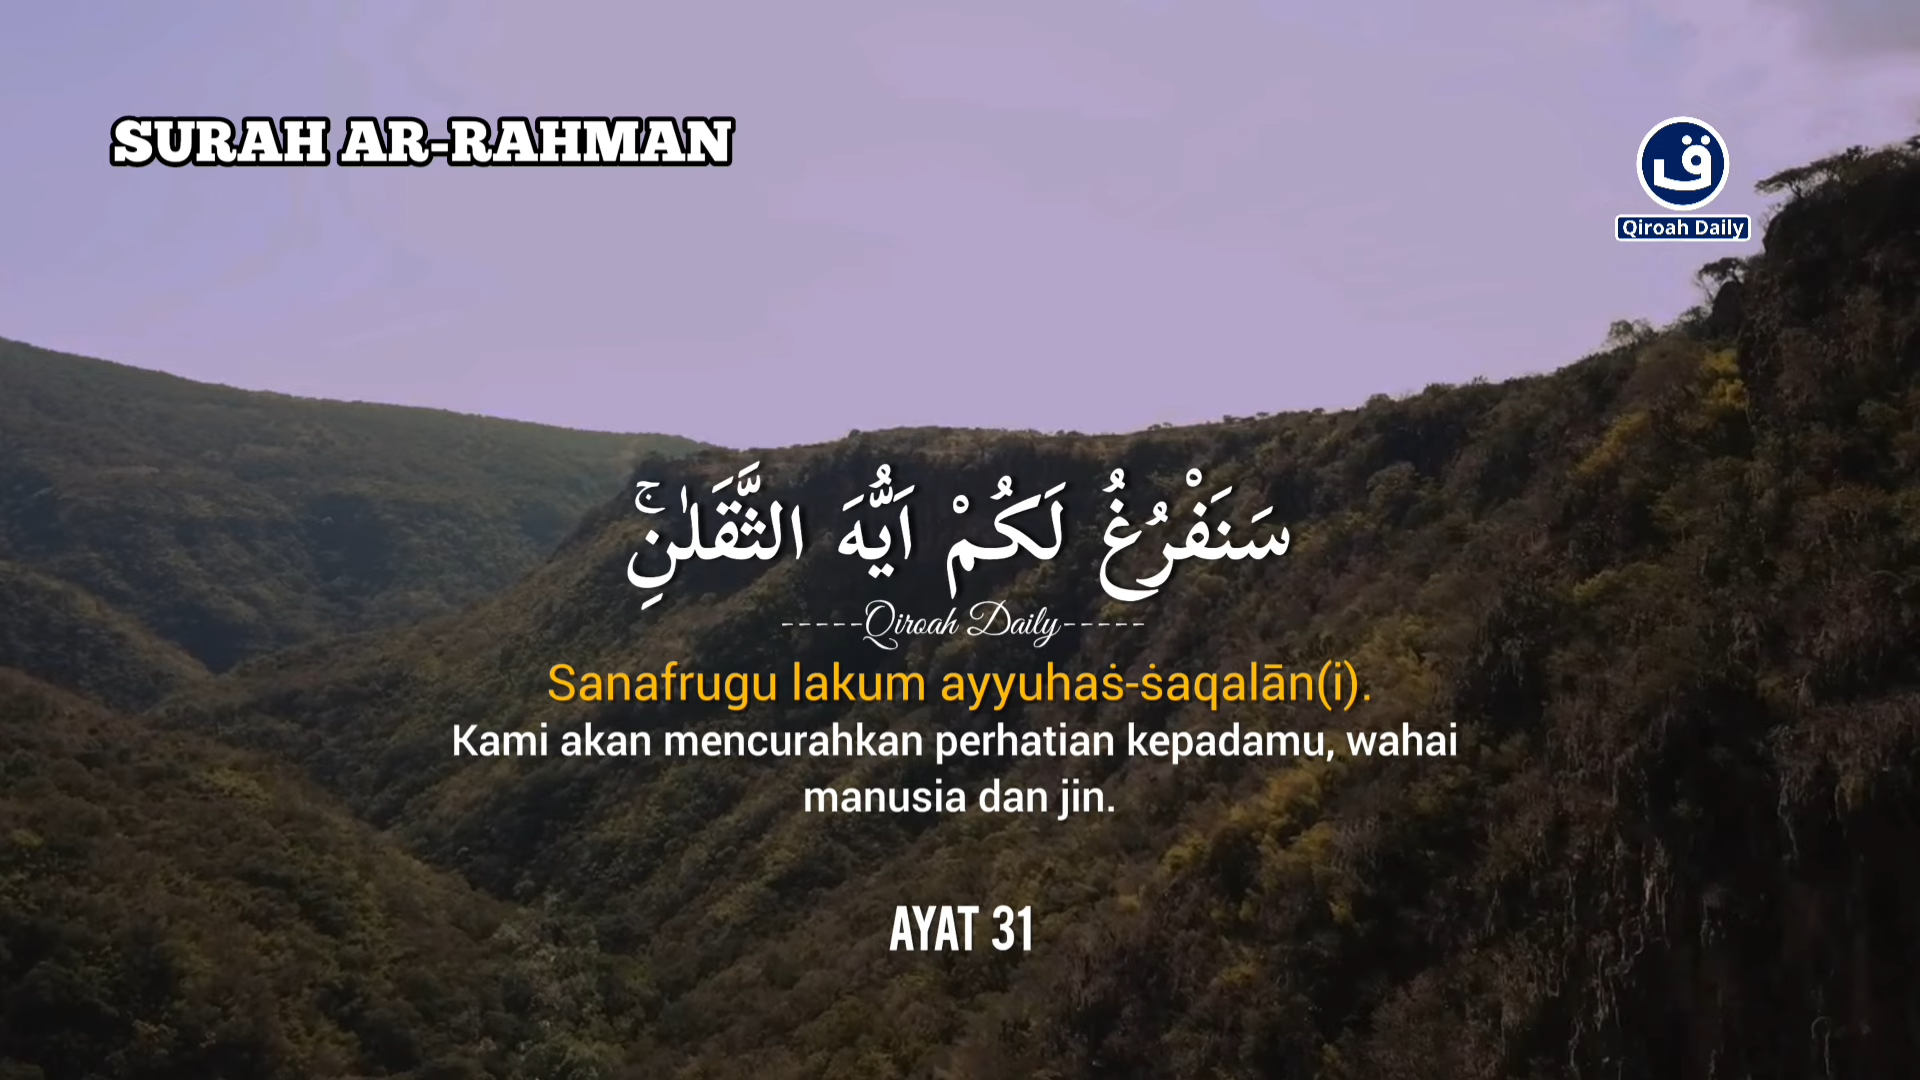 SURAH AR-RAHMAN
ق
Qiroah Daily
سَنَفْرُغُ لَكُمْ اَيُّهَ الثَّقَلٰنِۚ
-----Qiroah Daily-----
Sanafrugu lakum ayyuhaṡ-ṡaqalān(i).
Kami akan mencurahkan perhatian kepadamu, wahai
manusia dan jin.
AYAT 31